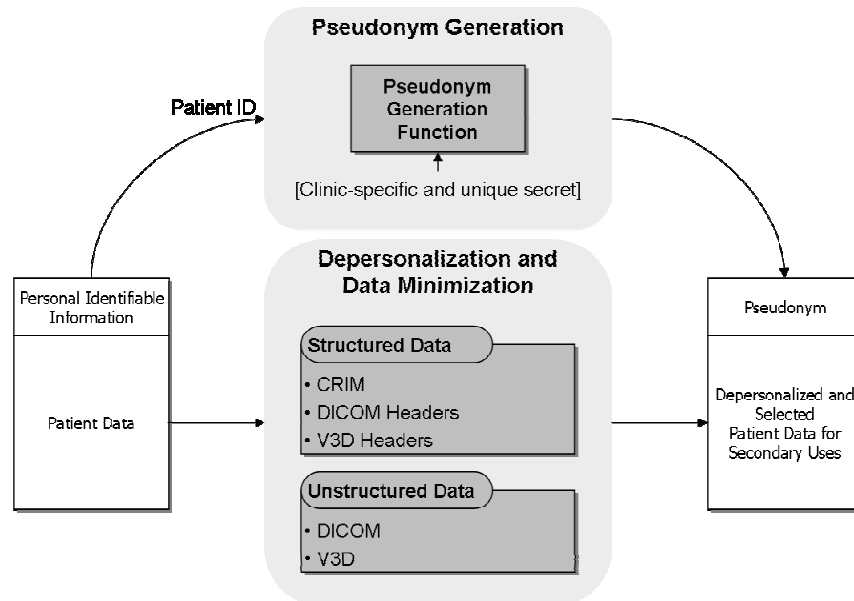 Pseudonym Generation
Pseudonym
Generation
Function
Patient ID
[Clinic-specific and unique secret]
Depersonalization and
Data Minimization
Personal Identifiable
Information
Patient Data
Structured Data
• CRIM
• DICOM Headers
• V3D Headers
Unstructured Data
• DICOM
• V3D
Pseudonym
Depersonalized and
Selected
Patient Data for
Secondary Uses